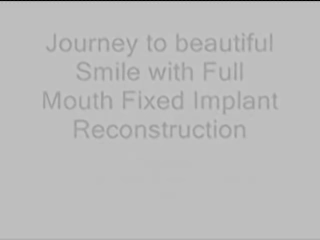 Journey to beautiful
Smile with Full
Mouth Fixed Implant
Reconstruction